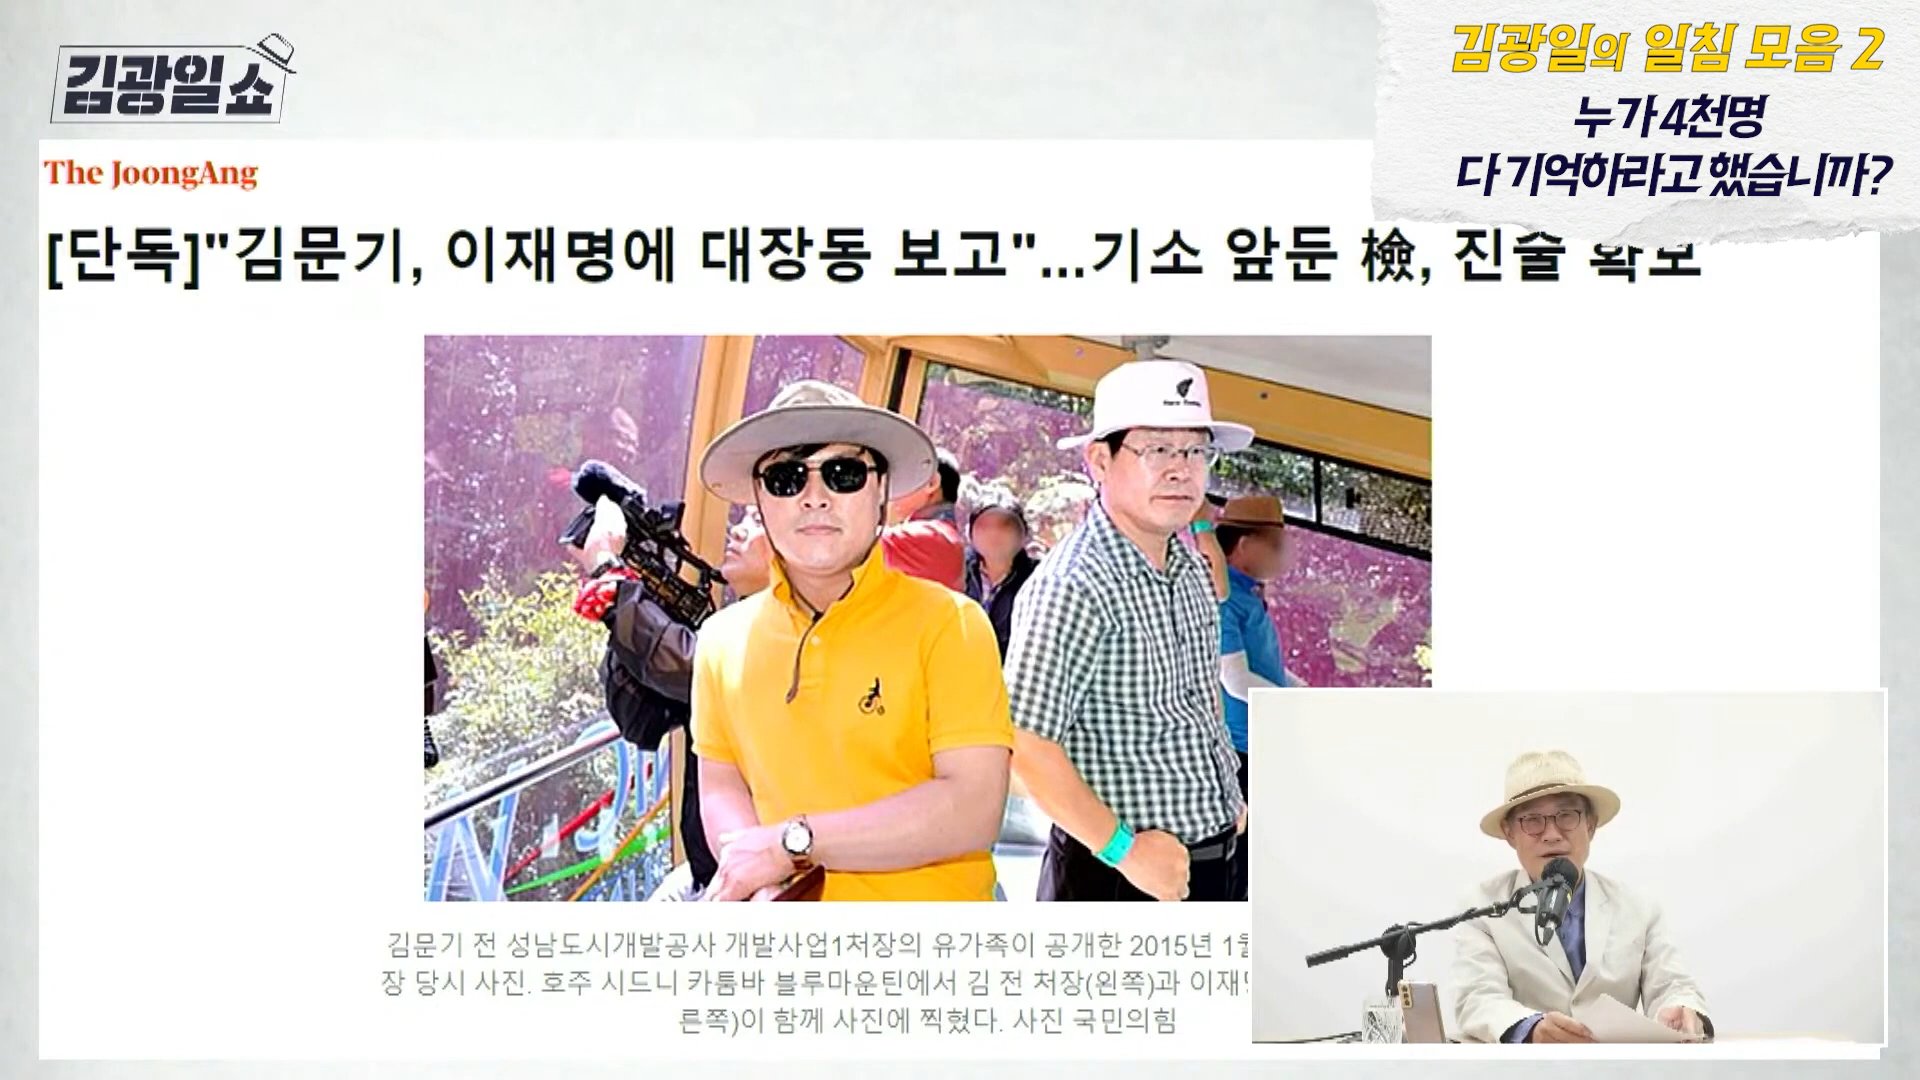 김광일쇼
김광일의 일침 모음 2
누가 4천명
다 기억하라고 했습니까?
The JoongAng
[단독]"김문기, 이재명에 대장동 보고"...기소 앞둔 檢, 진술 확보
김문기 전 성남도시개발공사 개발사업1처장의 유가족이 공개한 2015년 1월
장 당시 사진. 호주 시드니 카툼바 블루마운틴에서 김 전 처장(왼쪽)과 이재명
른쪽)이 함께 사진에 찍혔다. 사진 국민의힘